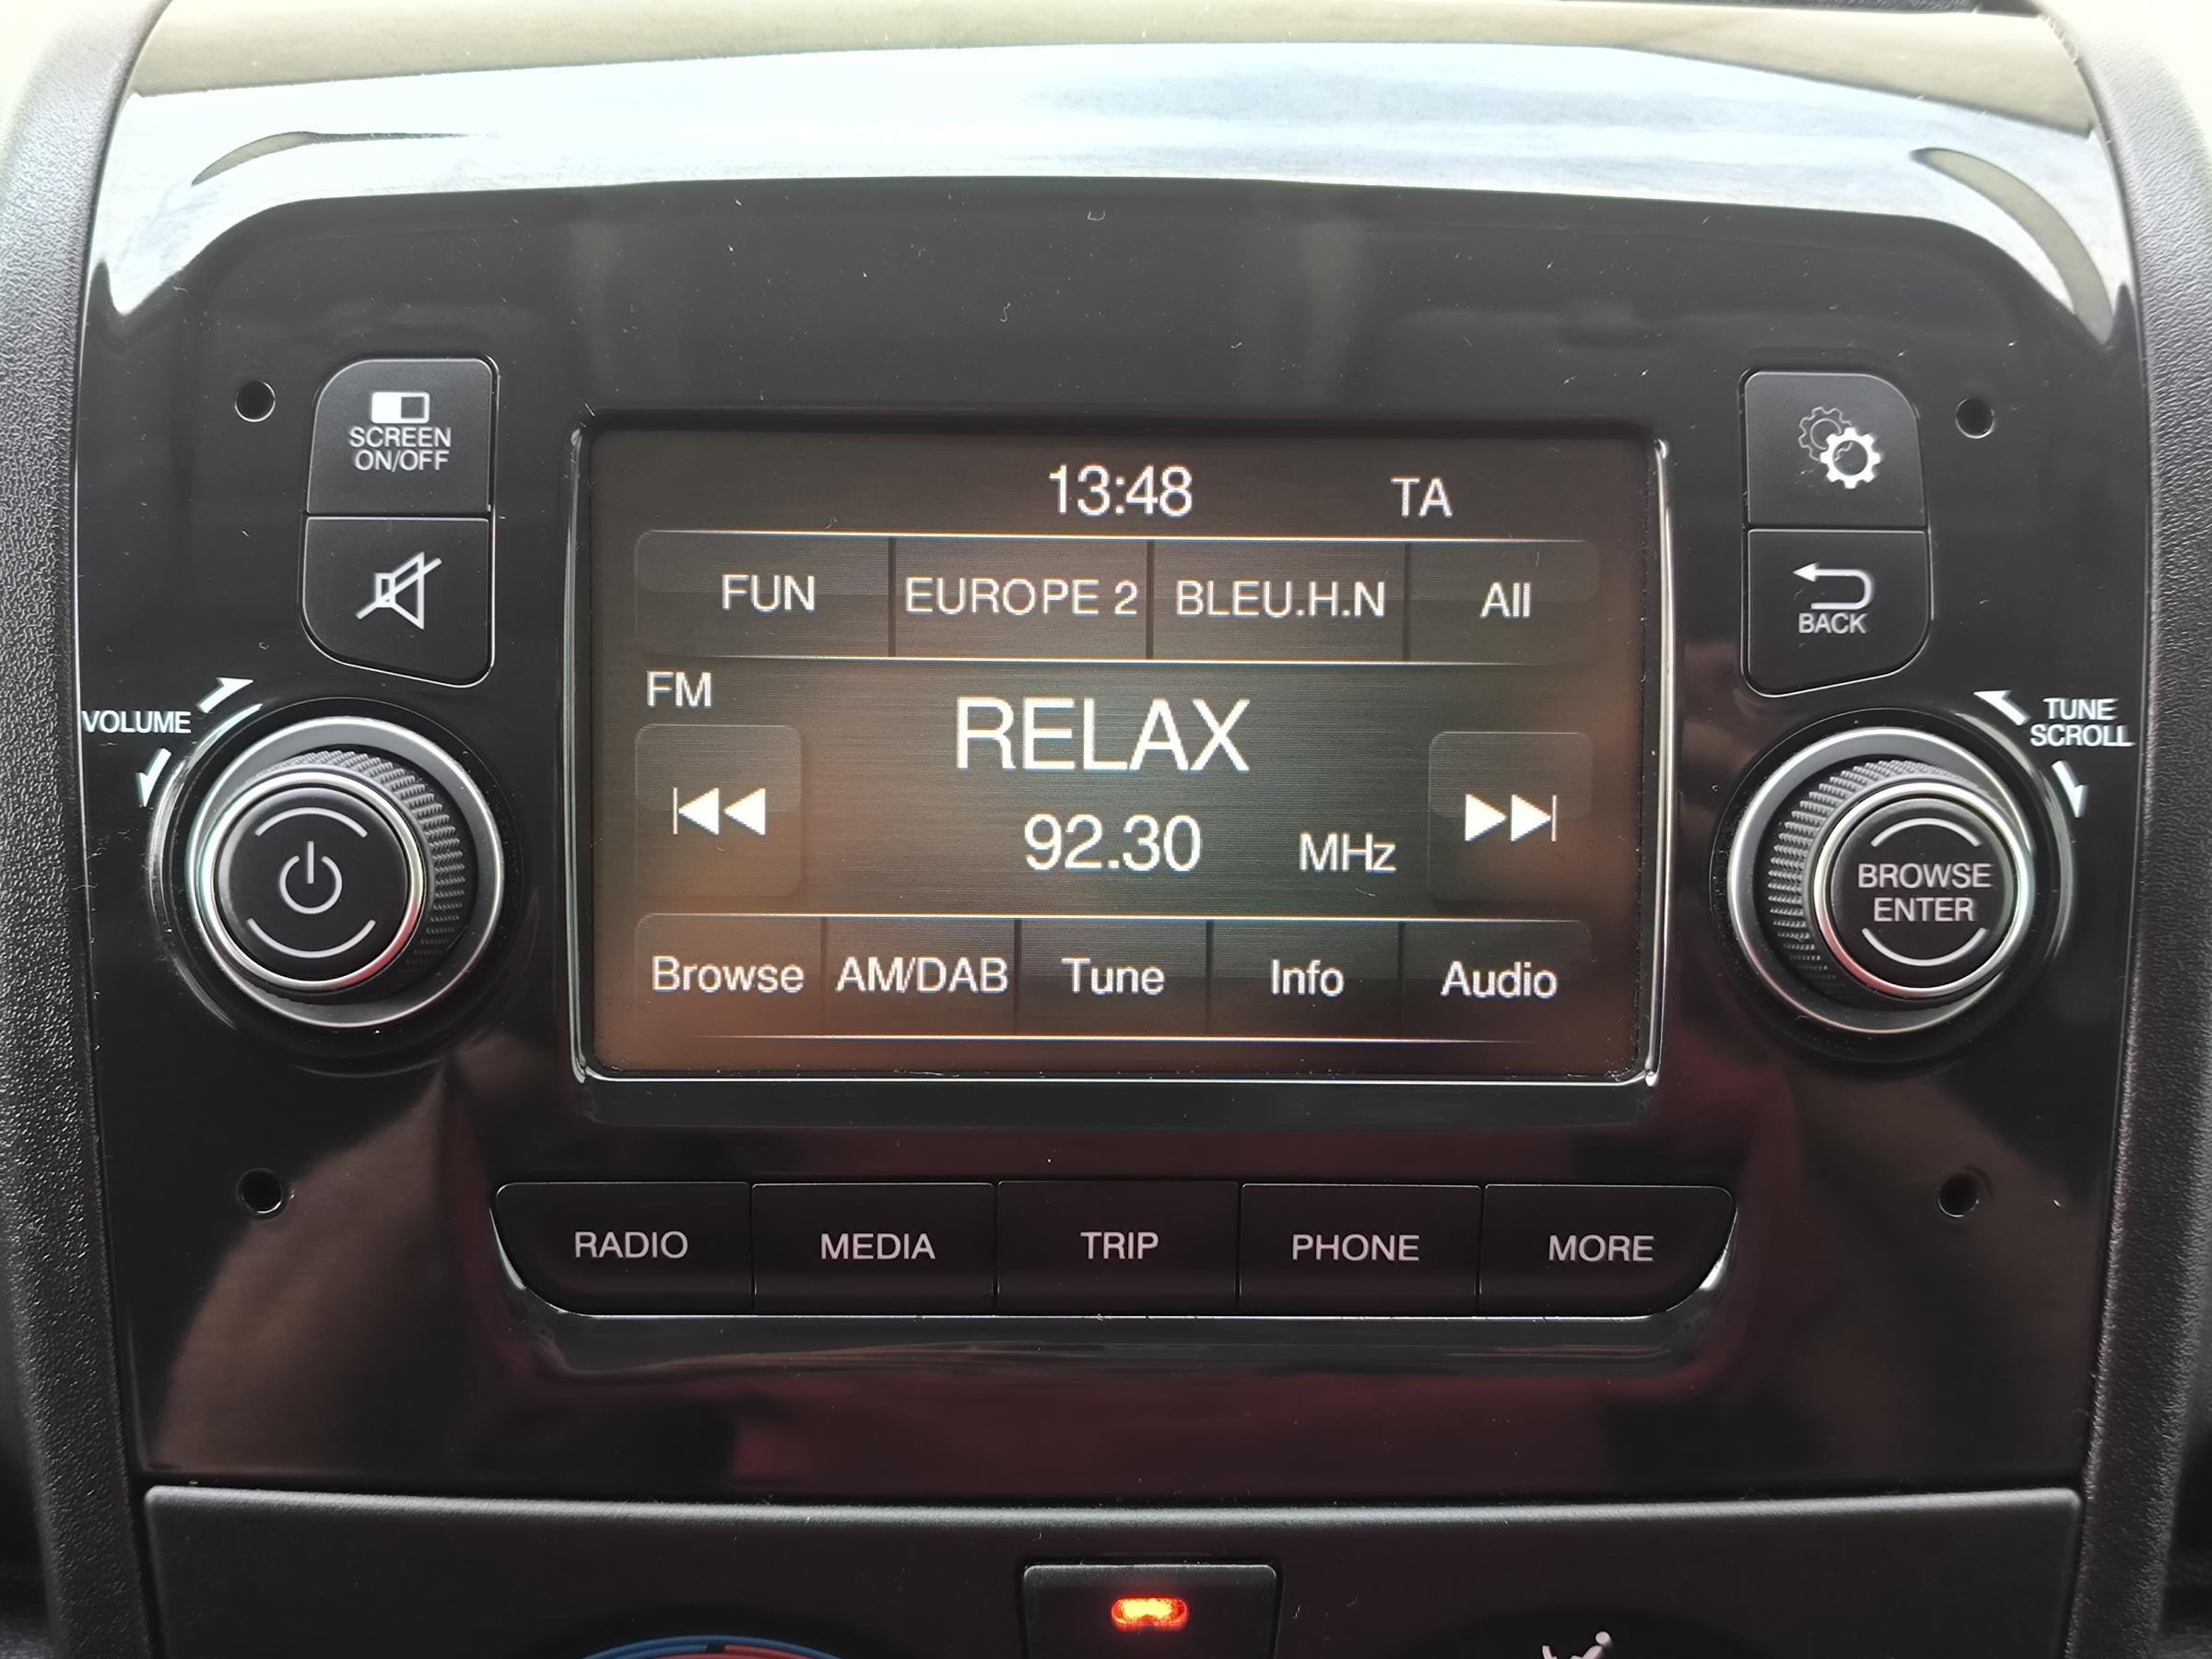 SCREEN
ON/OFF
13:48 TA
FUN EUROPE 2 BLEU.H.N All
BACK
FM
VOLUME
RELAX
TUNE
SCROLL
92.30 MHz
BROWSE
ENTER
Browse AM/DAB Tune Info Audio
RADIO MEDIA TRIP PHONE MORE